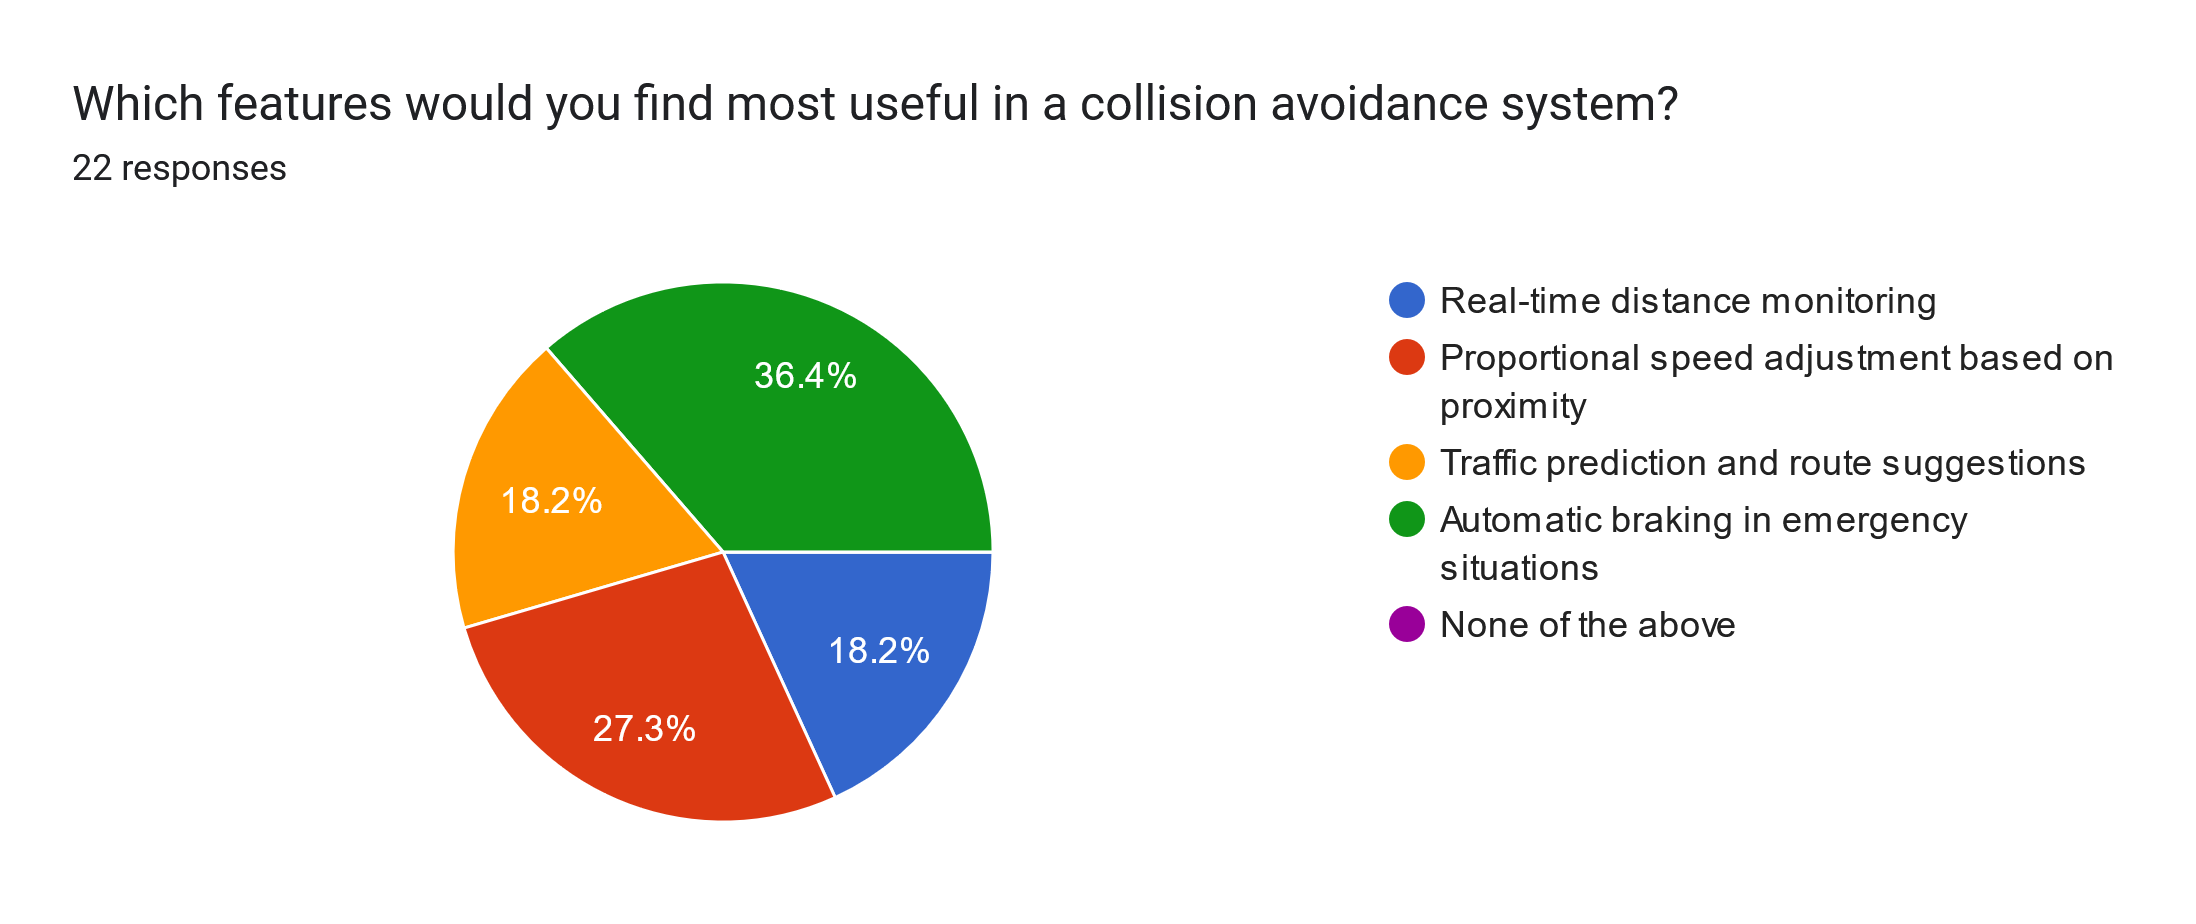 Which features would you find most useful in a collision avoidance system?
22 responses
36.4%
18.2%
18.2%
27.3%
Real-time distance monitoring
Proportional speed adjustment based on
proximity
Traffic prediction and route suggestions
Automatic braking in emergency
situations
None of the above